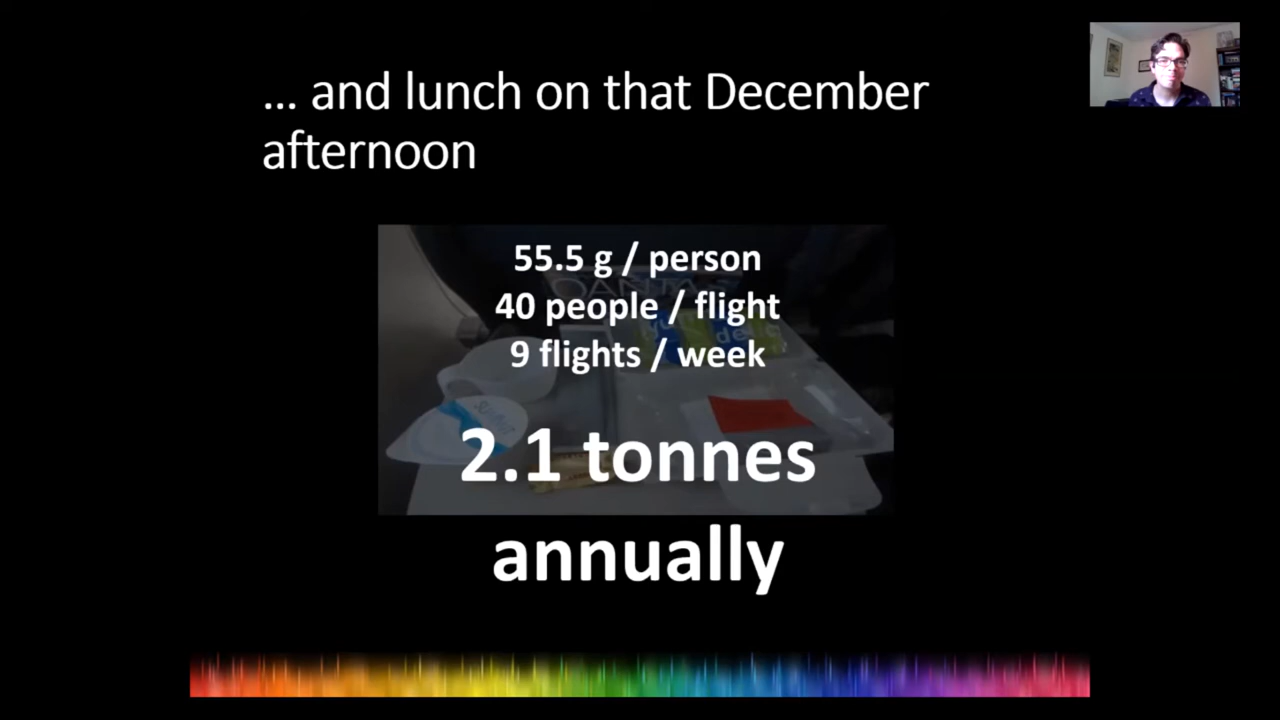 ... and lunch on that December
afternoon
55.5 g / person
40 people / flight
9 flights / week
QANTAS
2.1 tonnes
annually